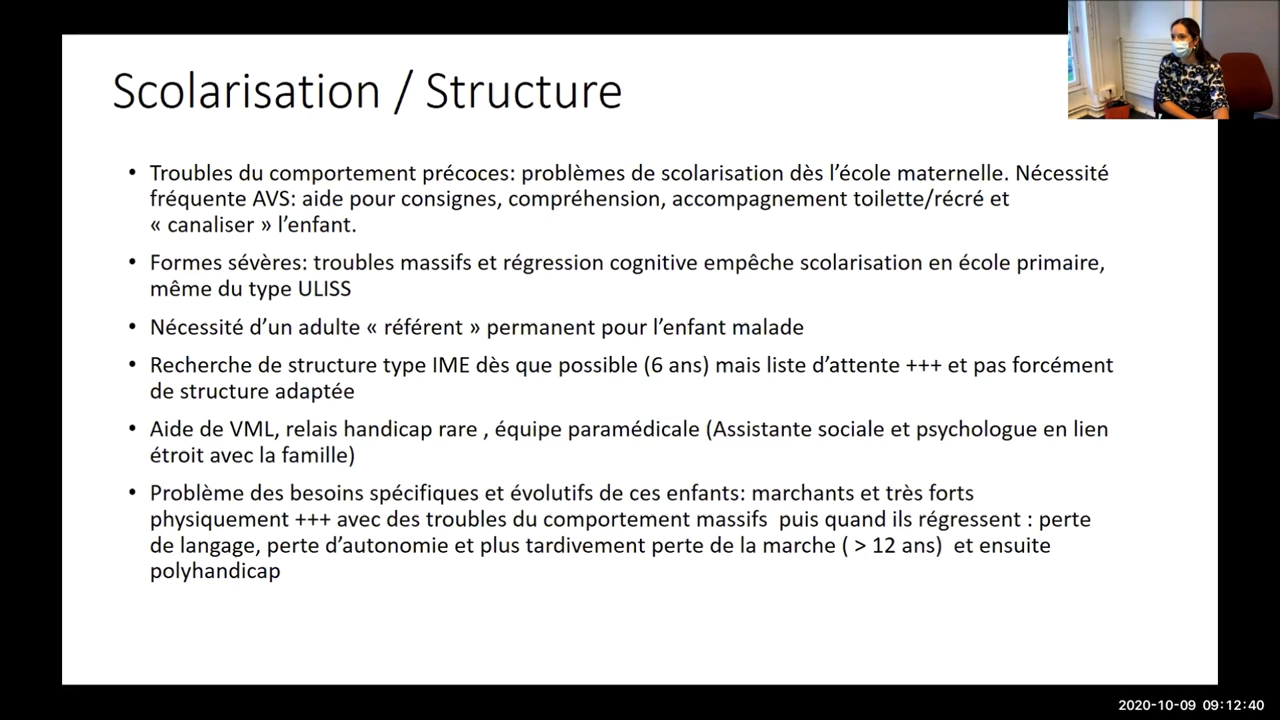 Scolarisation / Structure
• Troubles du comportement précoces: problèmes de scolarisation dès l’école maternelle. Nécessité
fréquente AVS: aide pour consignes, compréhension, accompagnement toilette/récré et
« canaliser » l’enfant.
• Formes sévères: troubles massifs et régression cognitive empêche scolarisation en école primaire,
même du type ULISS
• Nécessité d’un adulte « référent » permanent pour l’enfant malade
• Recherche de structure type IME dès que possible (6 ans) mais liste d’attente +++ et pas forcément
de structure adaptée
• Aide de VML, relais handicap rare , équipe paramédicale (Assistante sociale et psychologue en lien
étroit avec la famille)
• Problème des besoins spécifiques et évolutifs de ces enfants: marchants et très forts
physiquement +++ avec des troubles du comportement massifs  puis quand ils régressent : perte
de langage, perte d’autonomie et plus tardivement perte de la marche ( > 12 ans)  et ensuite
polyhandicap
2020-10-09 09:12:40